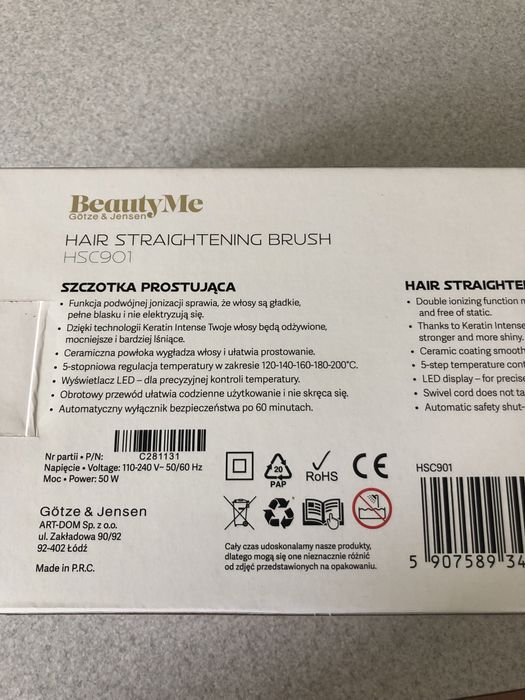 BeautyMe
Götze & Jensen
HAIR STRAIGHTENING BRUSH
HSC901
SZCZOTKA PROSTUJĄCA
• Funkcja podwójnej jonizacji sprawia, że włosy są gładkie,
pełne blasku i nie elektryzują się.
• Dzięki technologii Keratin Intense Twoje włosy będą odżywione,
mocniejsze i bardziej lśniące.
• Ceramiczna powłoka wygładza włosy i ułatwia prostowanie.
• 5-stopniowa regulacja temperatury w zakresie 120-140-160-180-200°C.
• Wyświetlacz LED – dla precyzyjnej kontroli temperatury.
• Obrotowy przewód ułatwia codzienne użytkowanie i nie skręca się.
• Automatyczny wyłącznik bezpieczeństwa po 60 minutach.
HAIR STRAIGHTE
• Double ionizing function
and free of static.
• Thanks to Keratin Intense
stronger and more shiny.
• Ceramic coating smooth
• 5-step temperature con
• LED display – for precise
• Swivel cord does not ta
• Automatic safety shut-
Nr partii • P/N: C281131
Napięcie • Voltage: 110-240 V~ 50/60 Hz
Moc • Power: 50 W
Götze & Jensen
ART-DOM Sp. z o.o.
ul. Zakładowa 90/92
92-402 Łódź
Made in P.R.C.
20
PAP
RoHS
CE
Cały czas udoskonalamy nasze produkty,
dlatego mogą się one nieznacznie różnić
od zdjęć przedstawionych na opakowaniu.
HSC901
5 907589 34